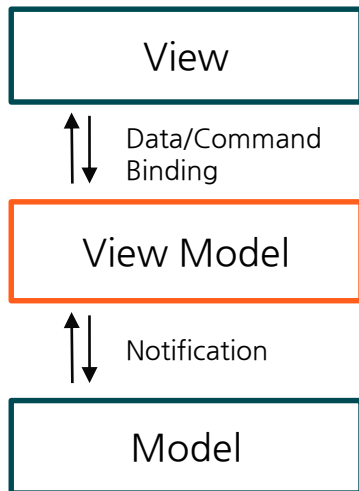 View
Data/Command
Binding
View Model
Notification
Model